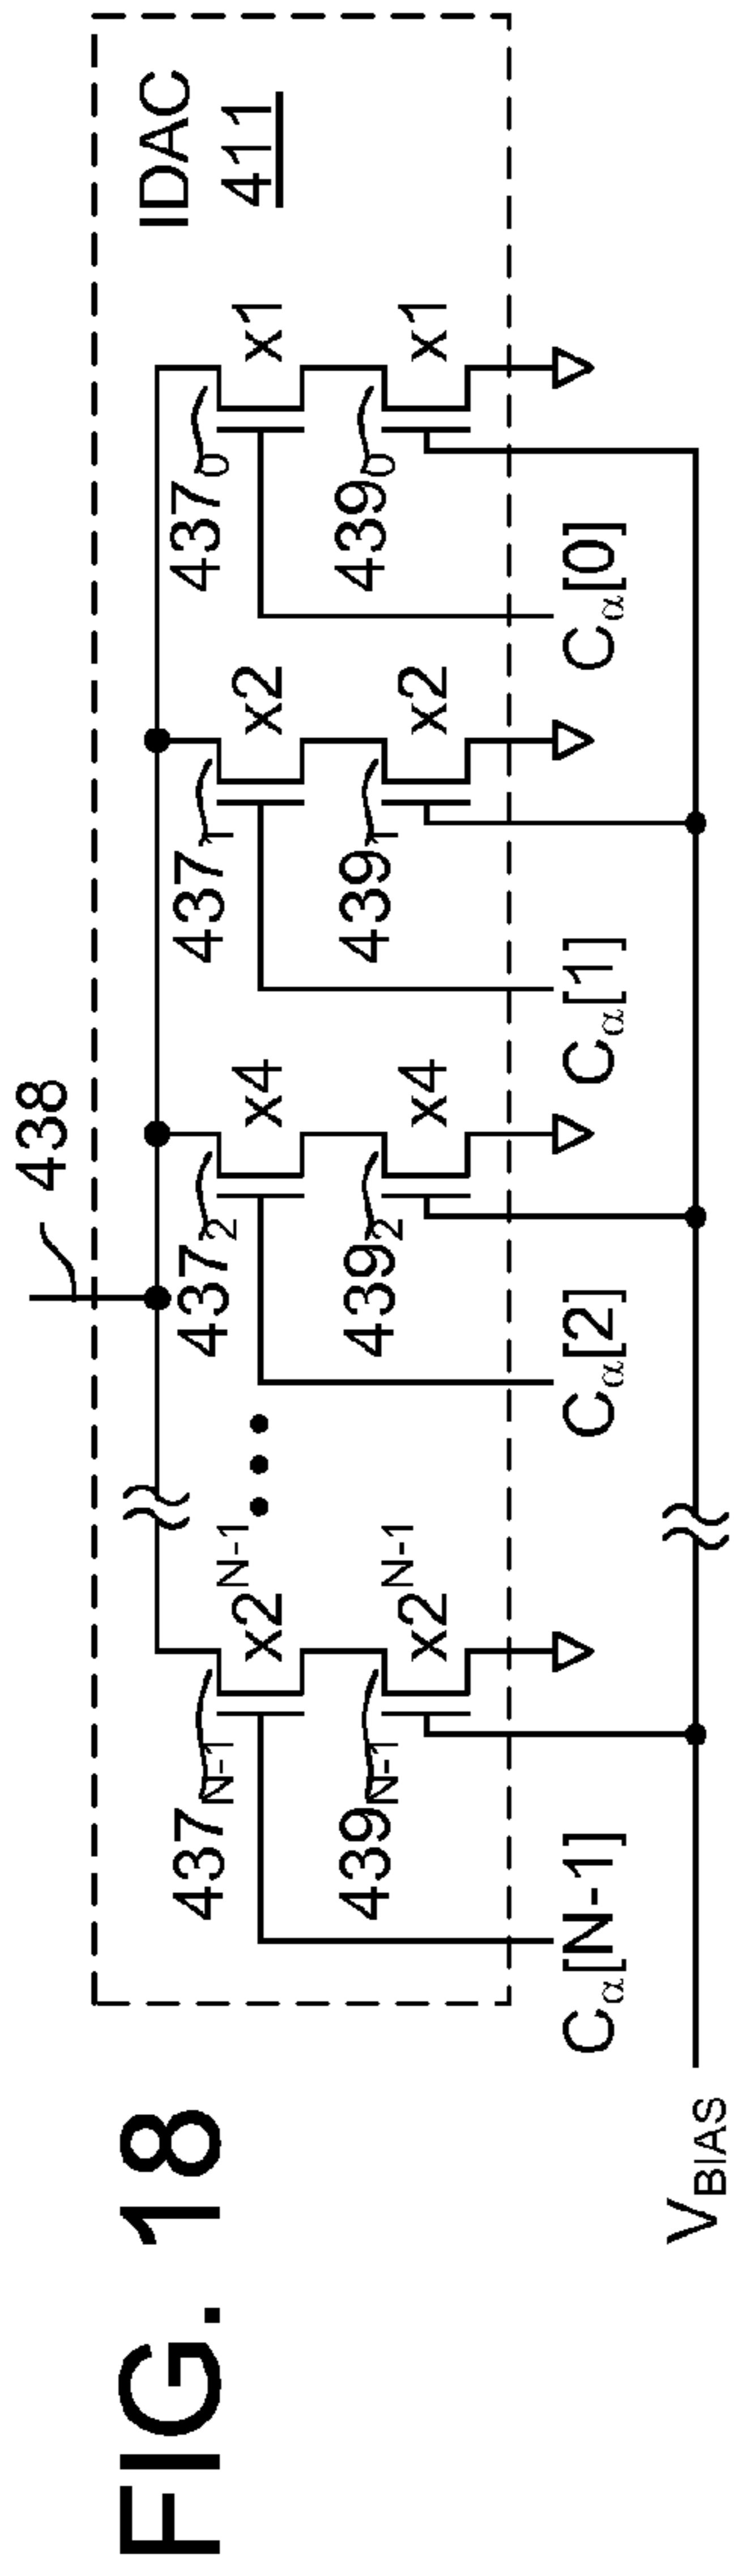 FIG. 18
438
IDAC
411
437N-1
x2N-1
4372
x4
4371
x2
4370
x1
439N-1
x2N-1
4392
x4
4391
x2
4390
x1
Cα[N-1]
Cα[2]
Cα[1]
Cα[0]
VBIAS